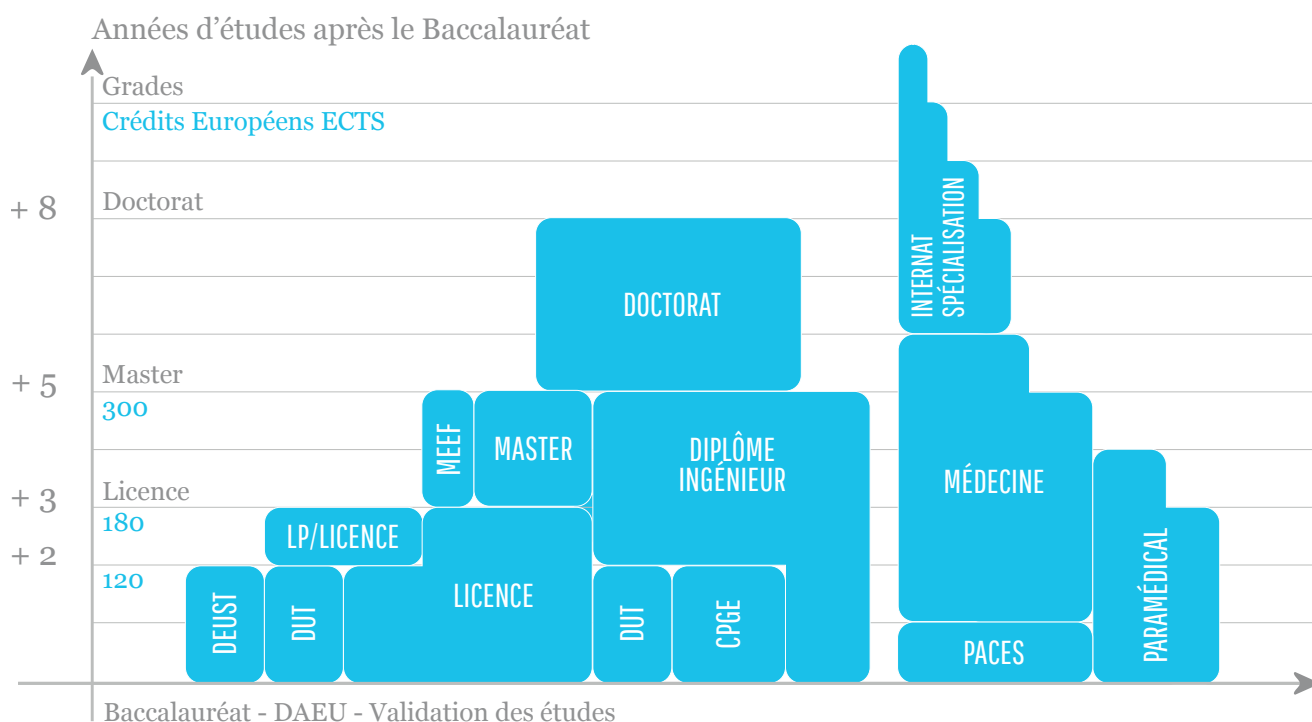 Années d’études après le Baccalauréat
Grades
Crédits Européens ECTS
+ 8
Doctorat
INTERNAT
SPÉCIALISATION
DOCTORAT
+ 5
Master
300
MEEF
MASTER
DIPLÔME
INGÉNIEUR
MÉDECINE
+ 3
Licence
180
LP/LICENCE
+ 2
120
DEUST
DUT
LICENCE
DUT
CPGE
PACES
PARAMÉDICAL
Baccalauréat - DAEU - Validation des études